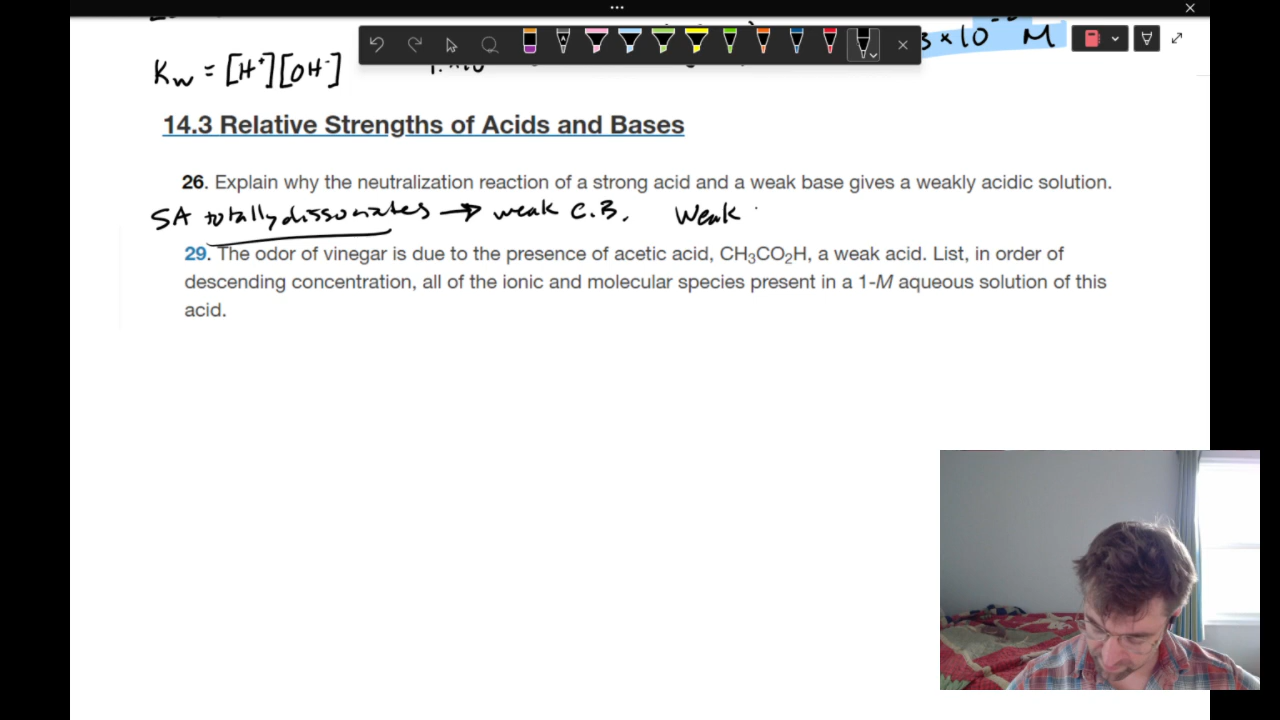 3 × 10 M
Kw = [H⁺][OH⁻]
14.3 Relative Strengths of Acids and Bases
26. Explain why the neutralization reaction of a strong acid and a weak base gives a weakly acidic solution.
SA totally dissonates → weak C.B. Weak
29. The odor of vinegar is due to the presence of acetic acid, CH₃CO₂H, a weak acid. List, in order of
descending concentration, all of the ionic and molecular species present in a 1-M aqueous solution of this
acid.